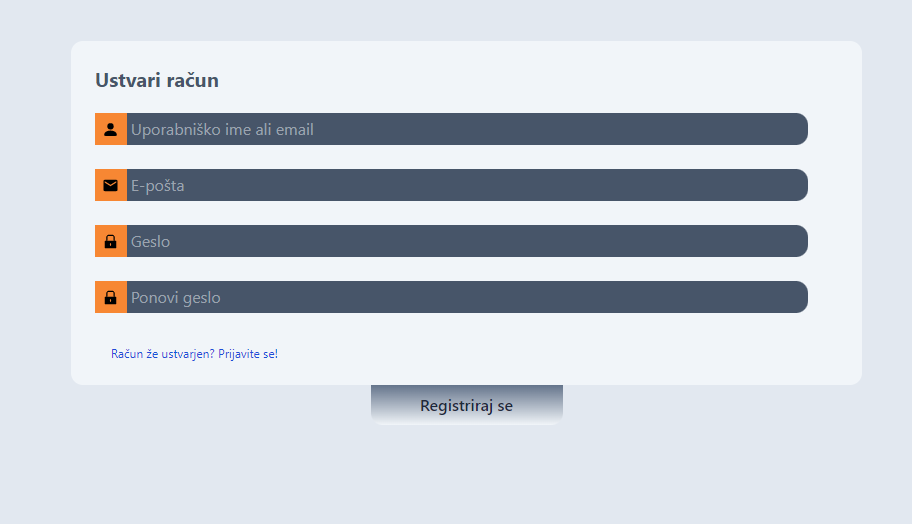 Ustvari račun
Uporabniško ime ali email
E-pošta
Geslo
Ponovi geslo
Račun že ustvarjen? Prijavite se!
Registriraj se